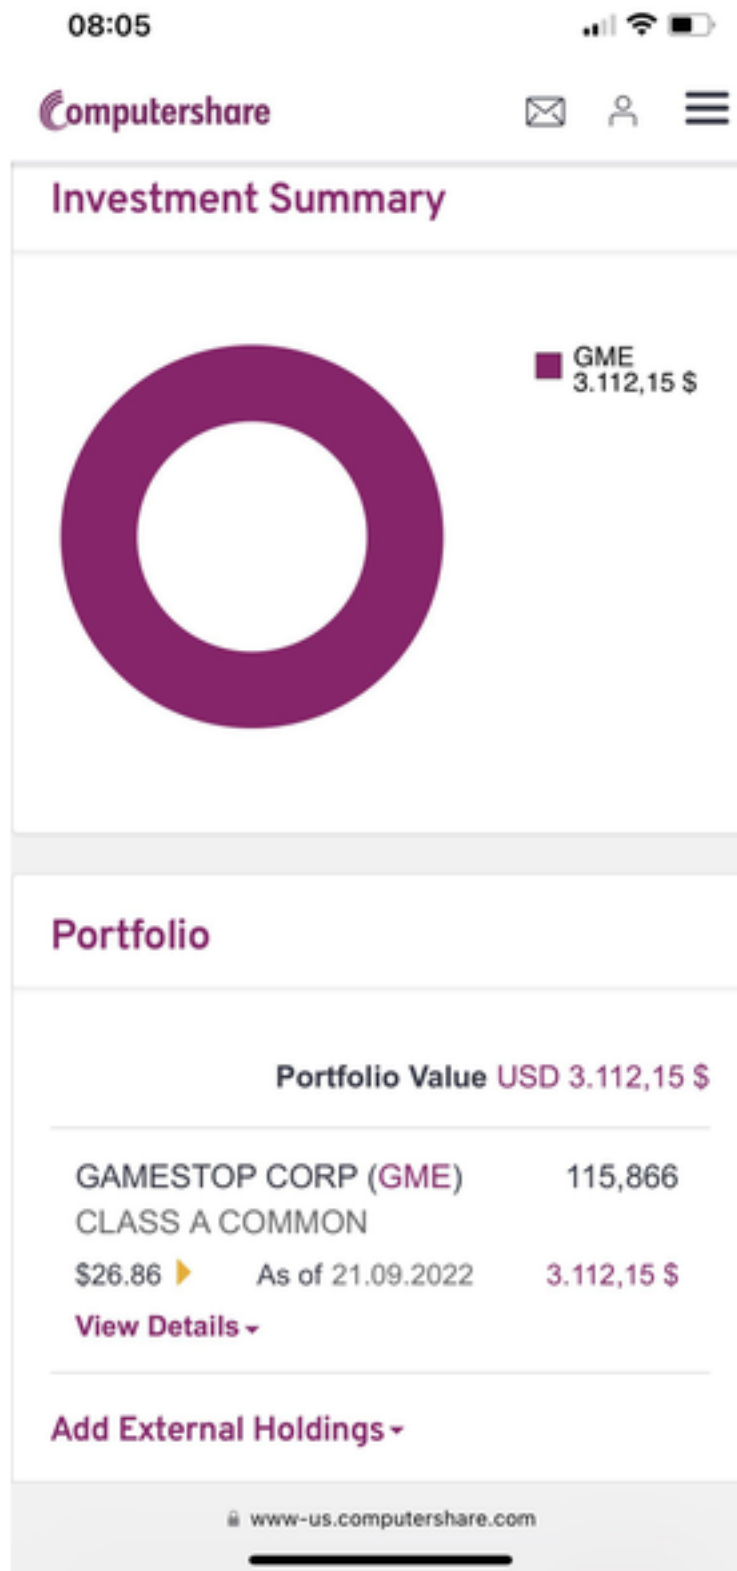 08:05
Computershare
Investment Summary
GME
3.112,15 $
Portfolio
Portfolio Value USD 3.112,15 $
GAMESTOP CORP (GME) 115,866
CLASS A COMMON
$26.86 As of 21.09.2022 3.112,15 $
View Details
Add External Holdings
www-us.computershare.com